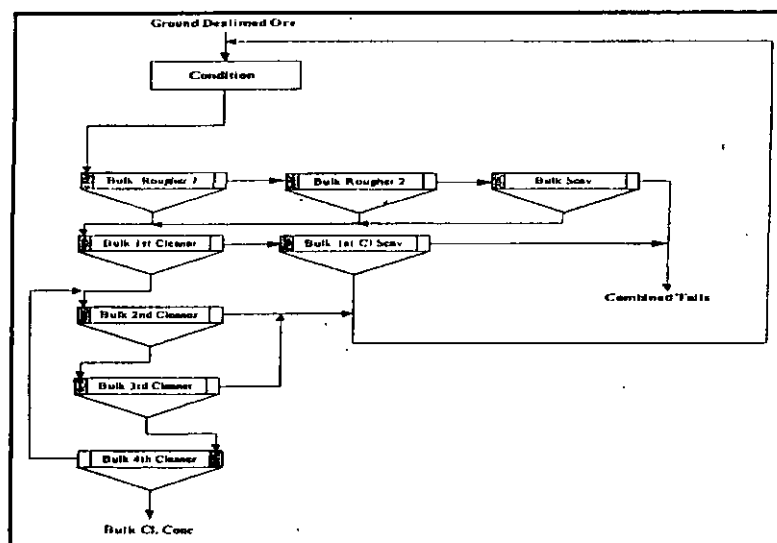 Ground Deslimed Ore
Condition
Bulk Rougher 1
Bulk Rougher 2
Bulk Scav
Bulk 1st Cleaner
Bulk 1st Cl Scav
Combined Tails
Bulk 2nd Cleaner
Bulk 3rd Cleaner
Bulk 4th Cleaner
Bulk CL Conc